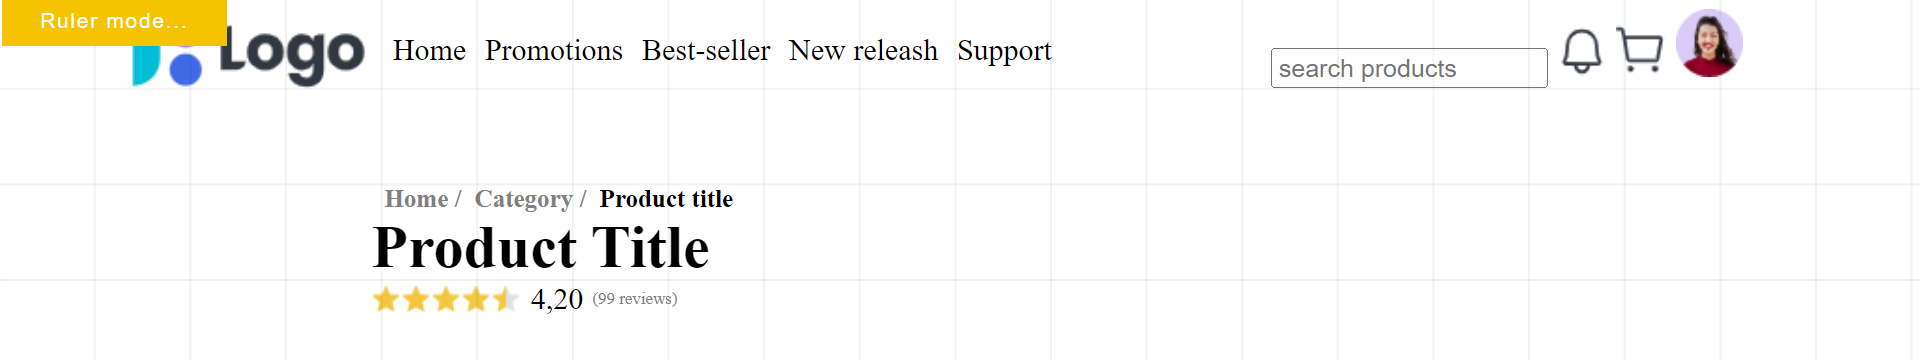 Ruler mode...
Logo Home Promotions Best-seller New releash Support search products
Home / Category / Product title
Product Title
4,20 (99 reviews)